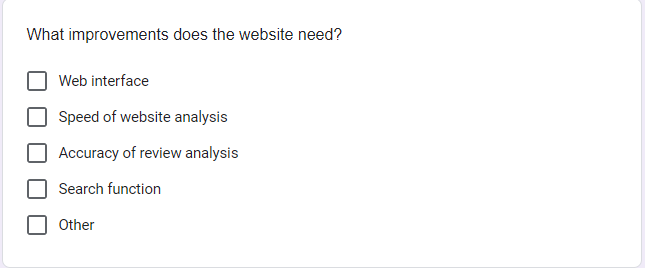 What improvements does the website need?
Web interface
Speed of website analysis
Accuracy of review analysis
Search function
Other